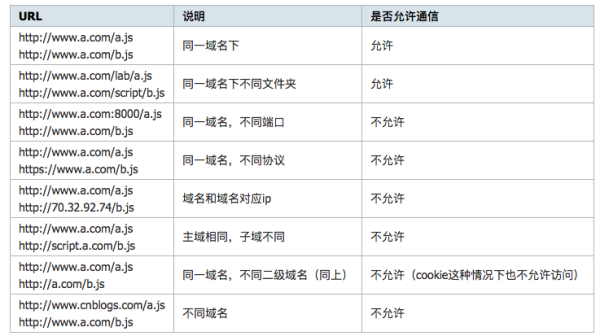 URL 说明 是否允许通信
http://www.a.com/a.js
http://www.a.com/b.js
同一域名下
允许
http://www.a.com/lab/a.js
http://www.a.com/script/b.js
同一域名下不同文件夹
允许
http://www.a.com:8000/a.js
http://www.a.com/b.js
同一域名，不同端口
不允许
http://www.a.com/a.js
https://www.a.com/b.js
同一域名，不同协议
不允许
http://www.a.com/a.js
http://70.32.92.74/b.js
域名和域名对应ip
不允许
http://www.a.com/a.js
http://script.a.com/b.js
主域相同，子域不同
不允许
http://www.a.com/a.js
http://a.com/b.js
同一域名，不同二级域名（同上）
不允许（cookie这种情况下也不允许访问）
http://www.cnblogs.com/a.js
http://www.a.com/b.js
不同域名
不允许